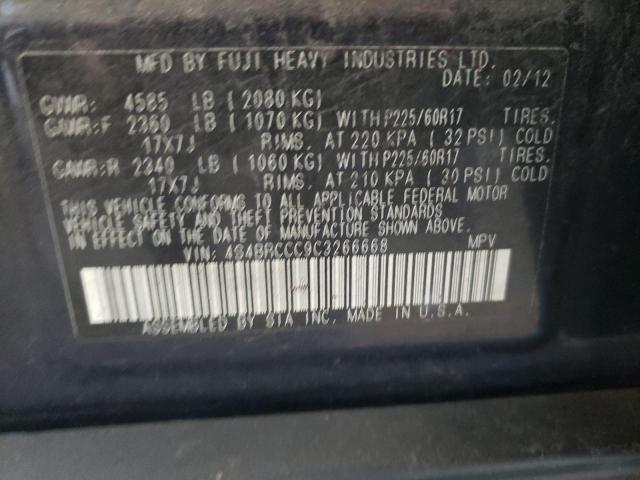 MFD BY FUJI HEAVY INDUSTRIES LTD.
DATE: 02/12
GVWR: 4585 LB ( 2080 KG)
GAWR:F 2360 LB ( 1070 KG) WITH P225/60R17 TIRES.
17X7J RIMS. AT 220 KPA ( 32 PSI) COLD
GAWR:R 2340 LB ( 1060 KG) WITH P225/60R17 TIRES.
17X7J RIMS. AT 210 KPA ( 30 PSI) COLD
THIS VEHICLE CONFORMS TO ALL APPLICABLE FEDERAL MOTOR
VEHICLE SAFETY AND THEFT PREVENTION STANDARDS
IN EFFECT ON THE DATE OF MANUFACTURE SHOWN ABOVE.
VIN: 4S4BRCCC9C3266668 MPV
ASSEMBLED BY SIA INC. MADE IN U.S.A.